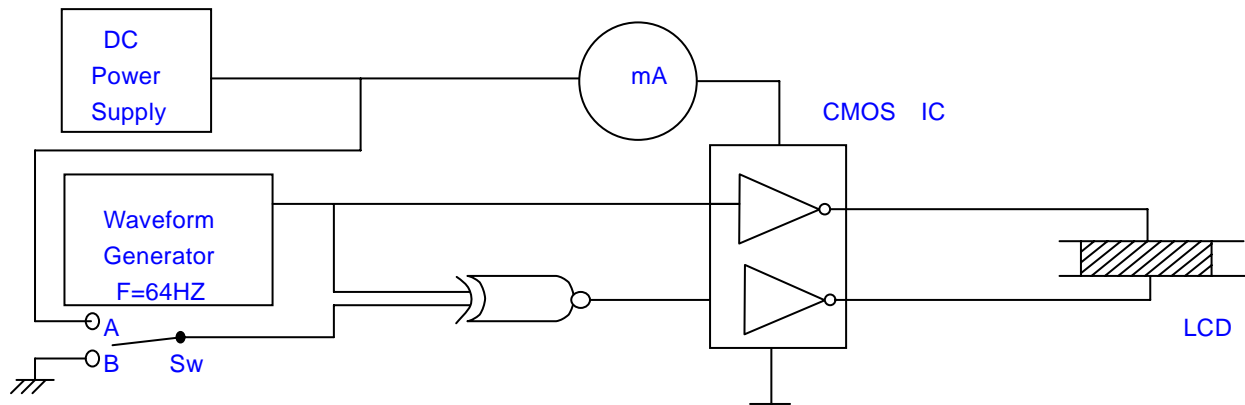 DC
Power
Supply
mA
CMOS IC
Waveform
Generator
F=64HZ
A
B
Sw
LCD